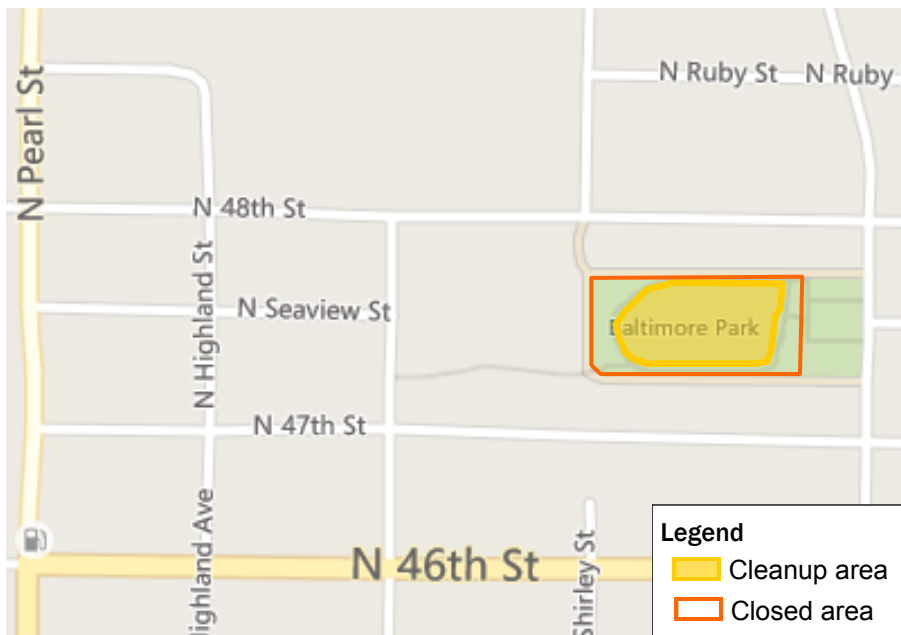 N Ruby St
N Ruby
N Pearl St
N 48th St
N Highland St
N Seaview St
Baltimore Park
N 47th St
Highland Ave
N 46th St
Shirley St
Legend
Cleanup area
Closed area